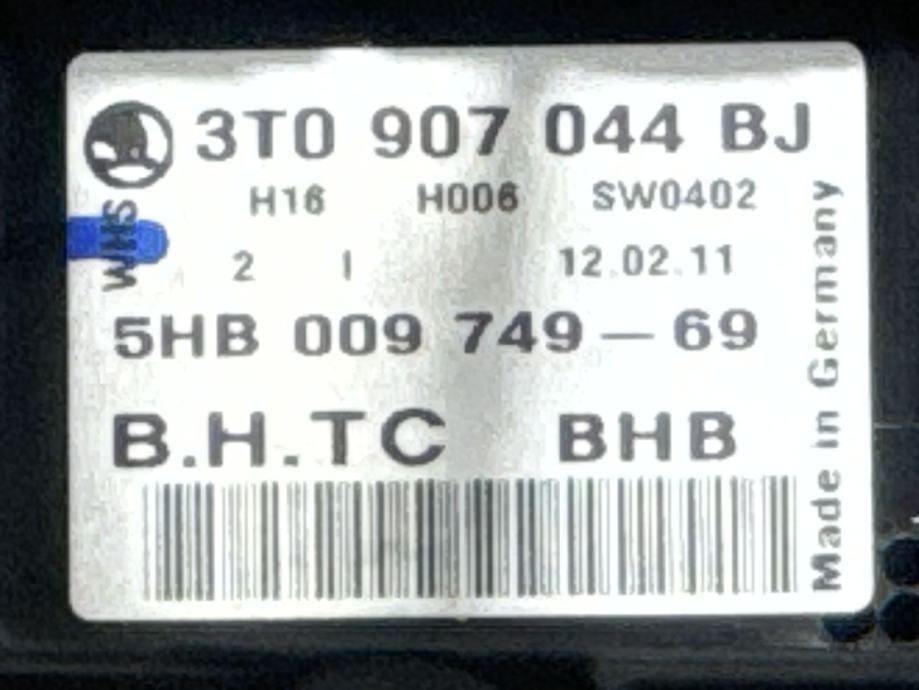 3T0 907 044 BJ
H16 H006 SW0402
WHS
2 I 12.02.11
5HB 009 749 — 69
B.H.TC BHB
Made in Germany